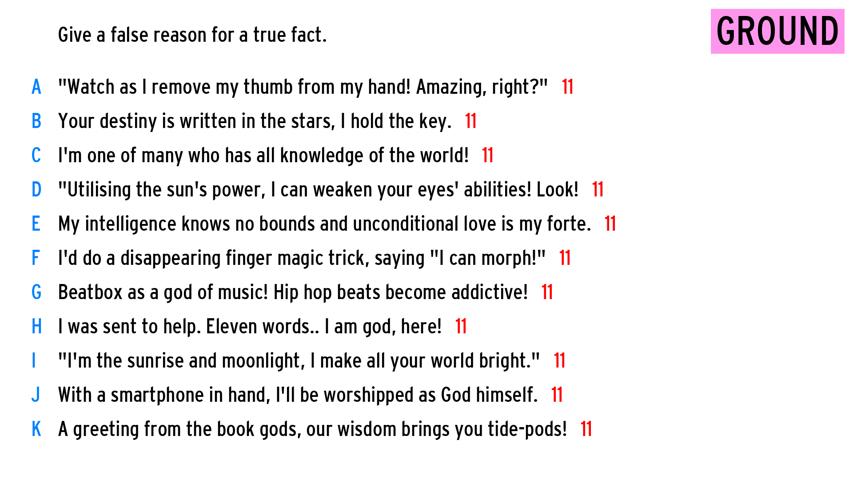 Give a false reason for a true fact.
GROUND
A "Watch as I remove my thumb from my hand! Amazing, right?" 11
B Your destiny is written in the stars, I hold the key. 11
C I'm one of many who has all knowledge of the world! 11
D "Utilising the sun's power, I can weaken your eyes' abilities! Look! 11
E My intelligence knows no bounds and unconditional love is my forte. 11
F I'd do a disappearing finger magic trick, saying "I can morph!" 11
G Beatbox as a god of music! Hip hop beats become addictive! 11
H I was sent to help. Eleven words.. I am god, here! 11
I "I'm the sunrise and moonlight, I make all your world bright." 11
J With a smartphone in hand, I'll be worshipped as God himself. 11
K A greeting from the book gods, our wisdom brings you tide-pods! 11